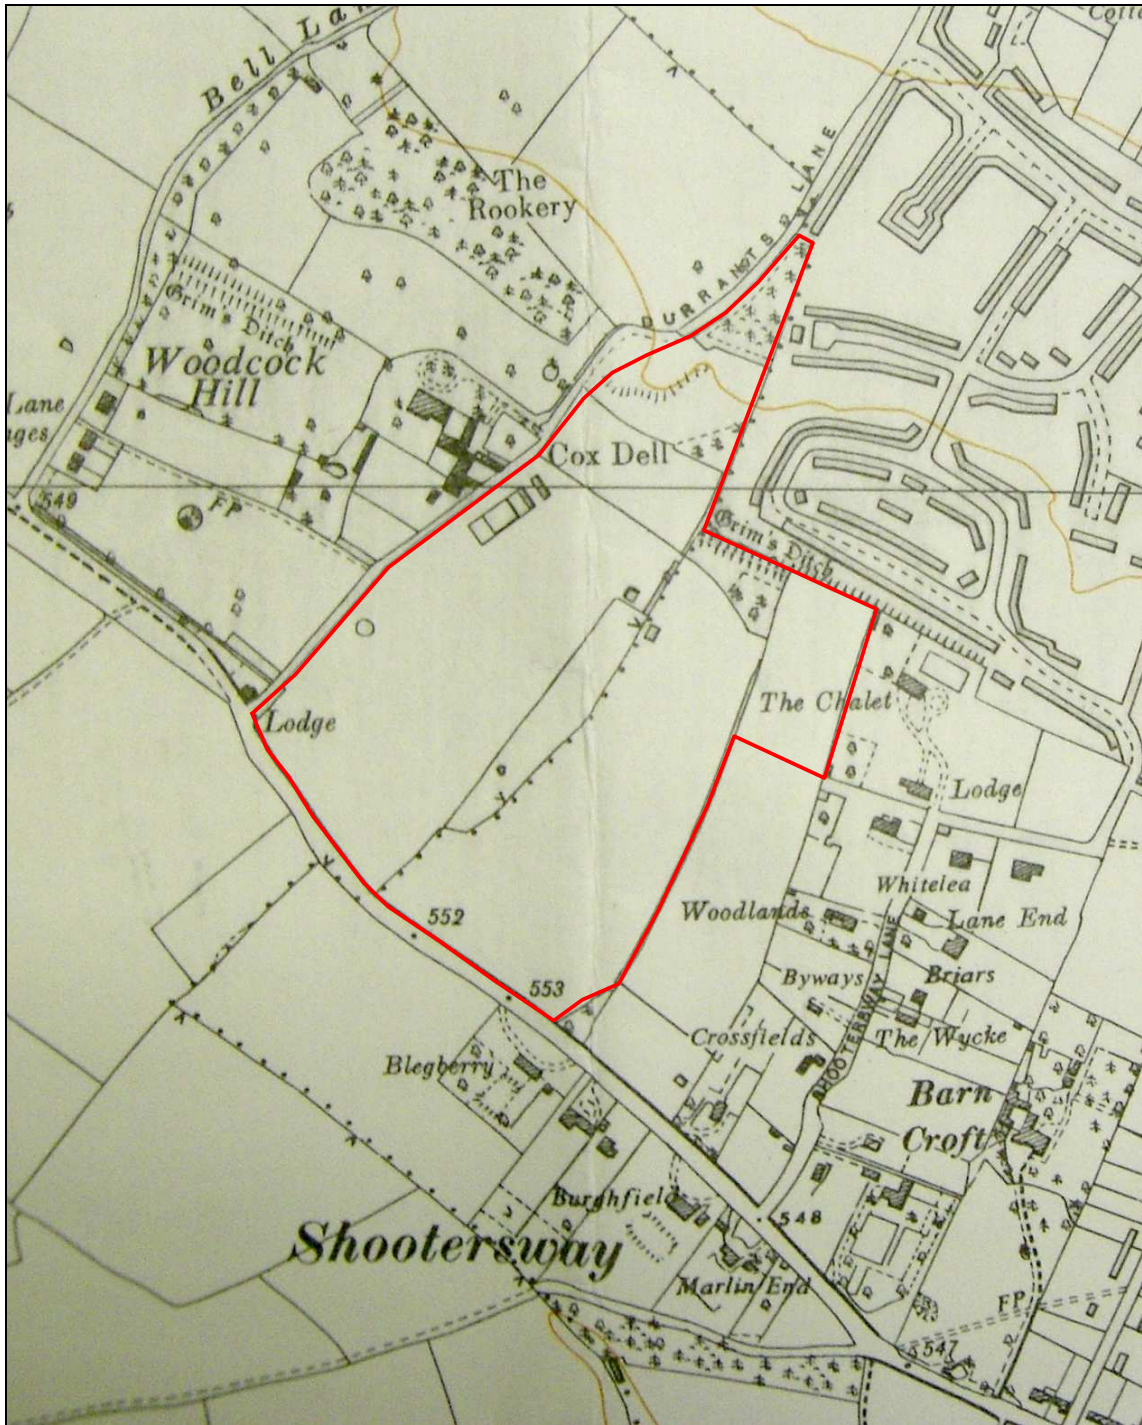 Bell La
The
Rookery
DURRANTS LANE
Grim's Ditch
Woodcock
Hill
Lane
ages
Cox Dell
549
FP
Grim's Ditch
Lodge
The Chalet
Lodge
Whitelea
552
Woodlands
Lane End
553
Byways
Briars
SHOOTERSWAY LANE
Crossfields
The Wycke
Blegberry
Barn
Croft
Burghfield
548
Shootersway
Marlin End
FP
547